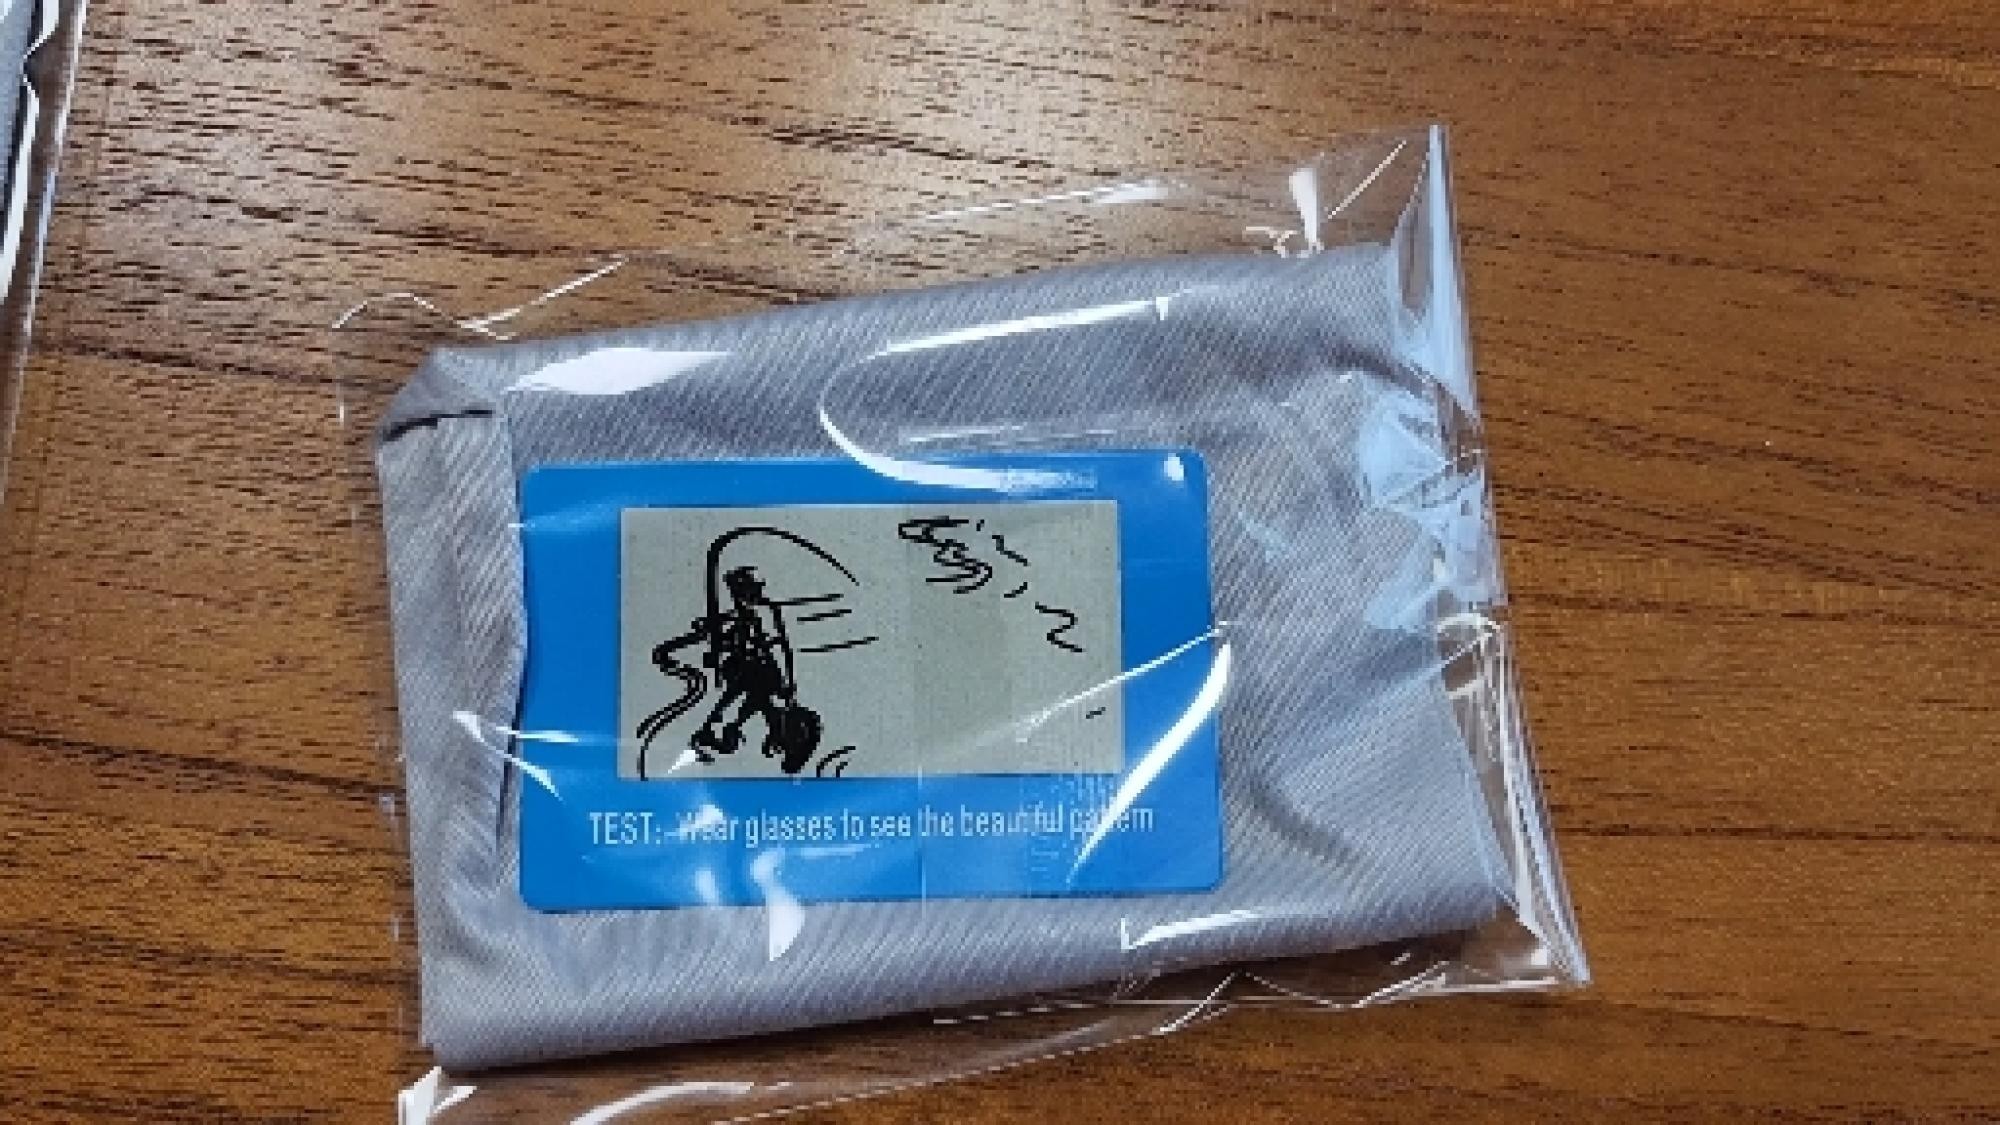 TEST: Wear glasses to see the beautiful pattern